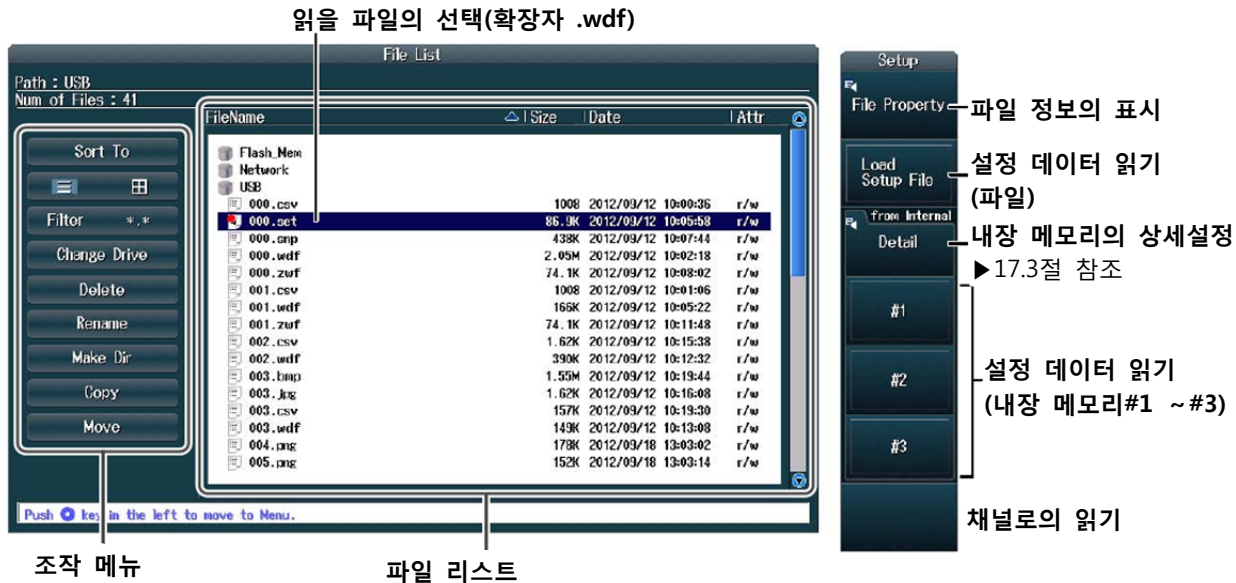 읽을 파일의 선택(확장자 .wdf)
File List
Path : USB
Num of Files : 41
FileName Size Date Attr
Sort To
Filter *.*
Change Drive
Delete
Rename
Make Dir
Copy
Move
Flash_Mem
Network
USB
000.csv 1008 2012/09/12 10:00:36 r/w
000.set 86.9K 2012/09/12 10:05:58 r/w
000.snp 438K 2012/09/12 10:07:44 r/w
000.wdf 2.05M 2012/09/12 10:02:18 r/w
000.zwf 74.1K 2012/09/12 10:08:02 r/w
001.csv 1008 2012/09/12 10:01:06 r/w
001.wdf 166K 2012/09/12 10:05:22 r/w
001.zwf 74.1K 2012/09/12 10:11:48 r/w
002.csv 1.62K 2012/09/12 10:15:38 r/w
002.wdf 390K 2012/09/12 10:12:32 r/w
003.bmp 1.55M 2012/09/12 10:19:44 r/w
003.jpg 1.62K 2012/09/12 10:16:08 r/w
003.csv 157K 2012/09/12 10:19:30 r/w
003.wdf 149K 2012/09/12 10:13:08 r/w
004.png 178K 2012/09/18 13:03:02 r/w
005.png 152K 2012/09/18 13:03:14 r/w
Push key in the left to move to Menu.
조작 메뉴
파일 리스트
Setup
File Property
파일 정보의 표시
Load
Setup File
설정 데이터 읽기
(파일)
from Internal
Detail
내장 메모리의 상세설정
▶17.3절 참조
#1
#2
#3
설정 데이터 읽기
(내장 메모리#1 ~#3)
채널로의 읽기